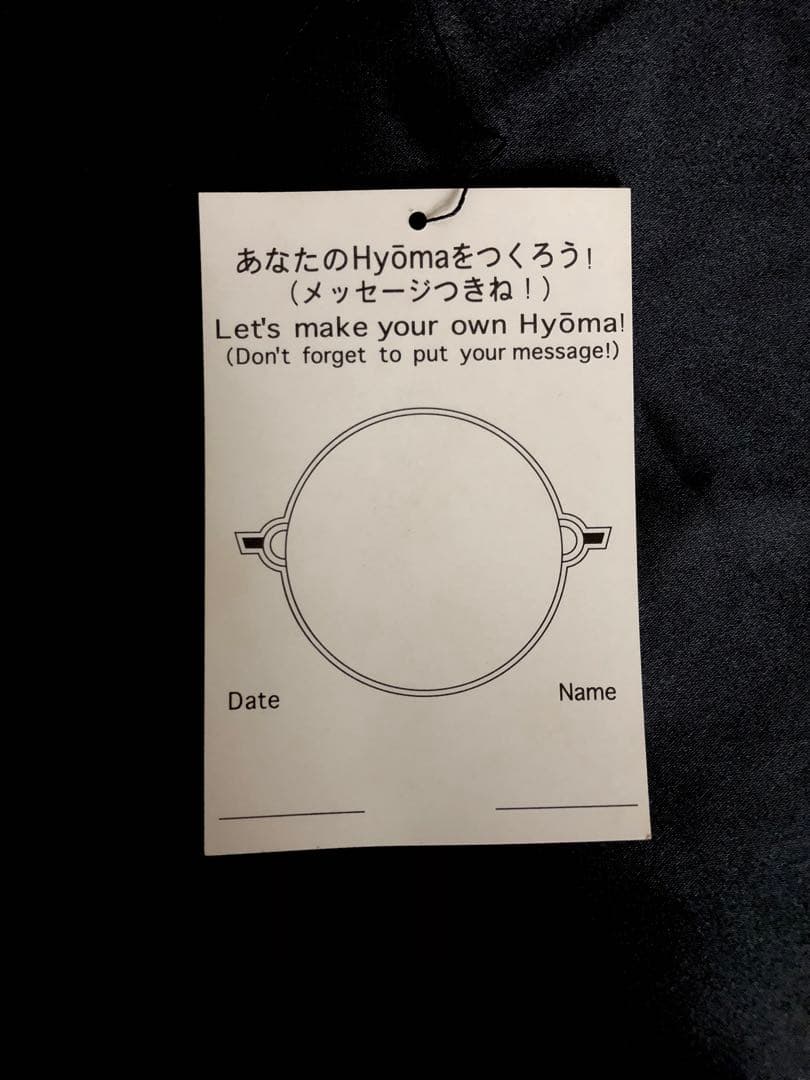 あなたのHyōmaをつくろう!
(メッセージつきね!)
Let's make your own Hyōma!
(Don't forget to put your message!)
Date
Name